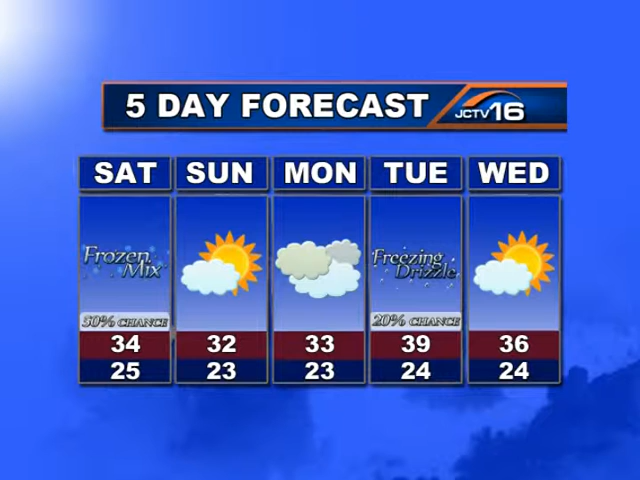 5 DAY FORECAST JCTV16
SAT SUN MON TUE WED
Frozen Mix
Freezing Drizzle
30% CHANCE 20% CHANCE
34 32 33 39 36
25 23 23 24 24